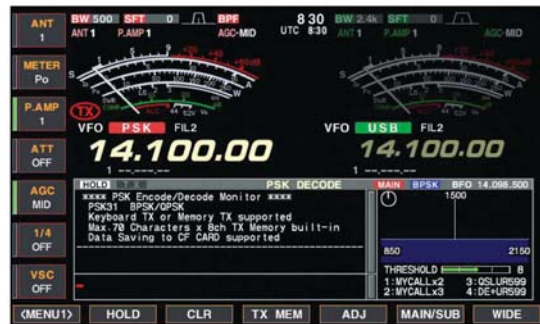 ANT
1
METER
Po
P.AMP
1
ATT
OFF
AGC
MID
1/4
OFF
VSC
OFF
BW 500 SFT 0 BPF
ANT 1 P.AMP 1 AGC-MID
8 30
UTC 8:30
BW 2.4k SFT 0
ANT 1 P.AMP 1 AGC-MID
TX
VFO PSK FIL2
14.100.00
1 --,---,--
VFO USB FIL2
14.100.00
1 --,---,--
HOLD TX PSK DECODE
**** PSK Encode/Decode Monitor ****
PSK31 BPSK/QPSK
Keyboard TX or Memory TX supported
Max.70 Characters x 8ch TX Memory built-in
Data Saving to CF CARD supported
MAIN BPSK BFO 14.098.500
1500
850 2150
THRESHOLD 8
1:MYCALLx2 3:QSLUR599
2:MYCALLx3 4:DE+UR599
<MENU1> HOLD CLR TX MEM ADJ MAIN/SUB WIDE